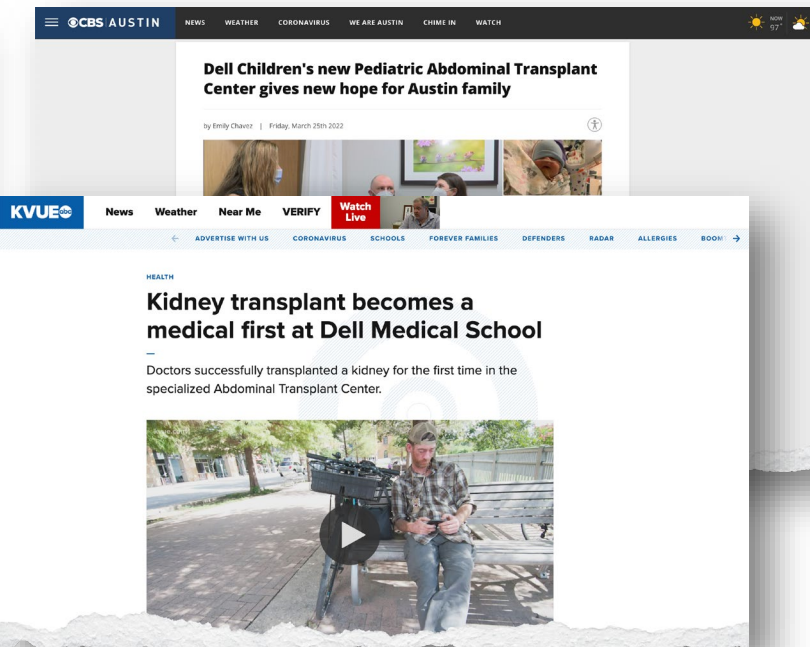 CBS AUSTIN NEWS WEATHER CORONAVIRUS WE ARE AUSTIN CHIME IN WATCH NOW
97°
Dell Children's new Pediatric Abdominal Transplant
Center gives new hope for Austin family
by Emily Chavez | Friday, March 25th 2022
KVUE abc News Weather Near Me VERIFY Watch
Live
ADVERTISE WITH US CORONAVIRUS SCHOOLS FOREVER FAMILIES DEFENDERS RADAR ALLERGIES
HEALTH
Kidney transplant becomes a
medical first at Dell Medical School
Doctors successfully transplanted a kidney for the first time in the
specialized Abdominal Transplant Center.